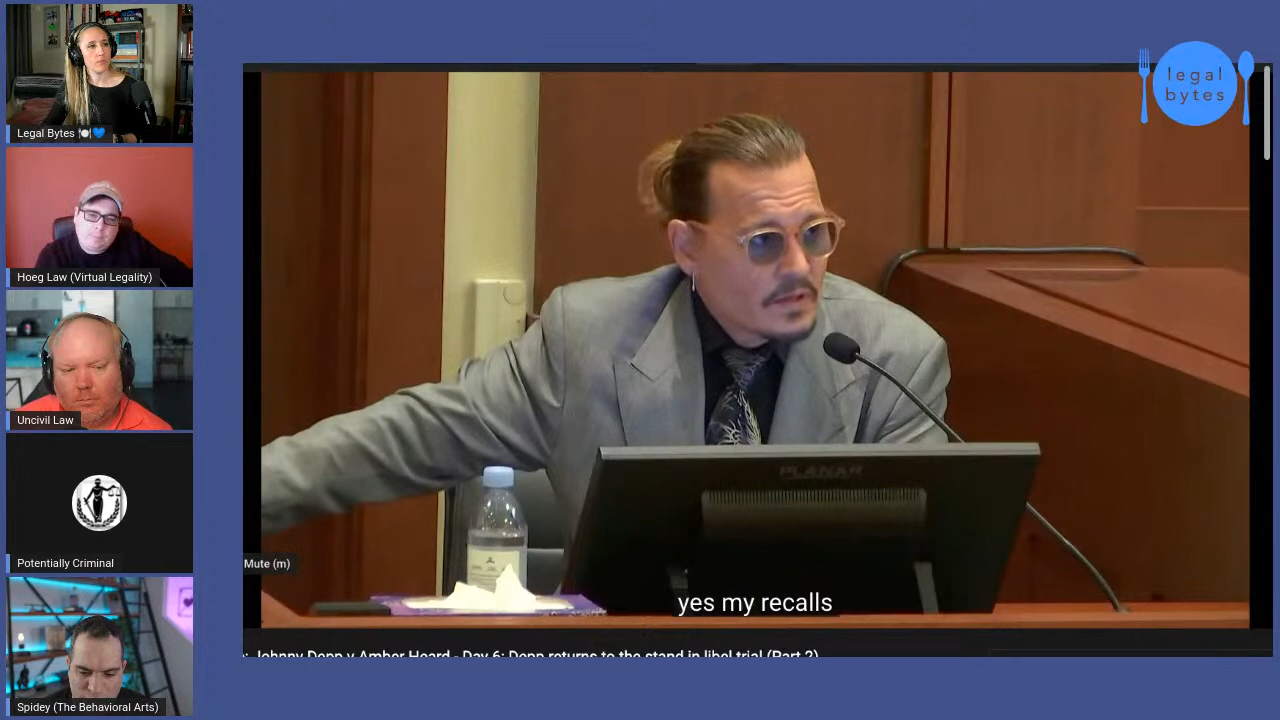 Legal Bytes 🍽️💙
Hoeg Law (Virtual Legality)
Uncivil Law
Potentially Criminal
Spidey (The Behavioral Arts)
legal
bytes
PLANAR
Mute (m)
yes my recalls
: Johnny Depp v Amber Heard - Day 6: Depp returns to the stand in libel trial (Part 2)